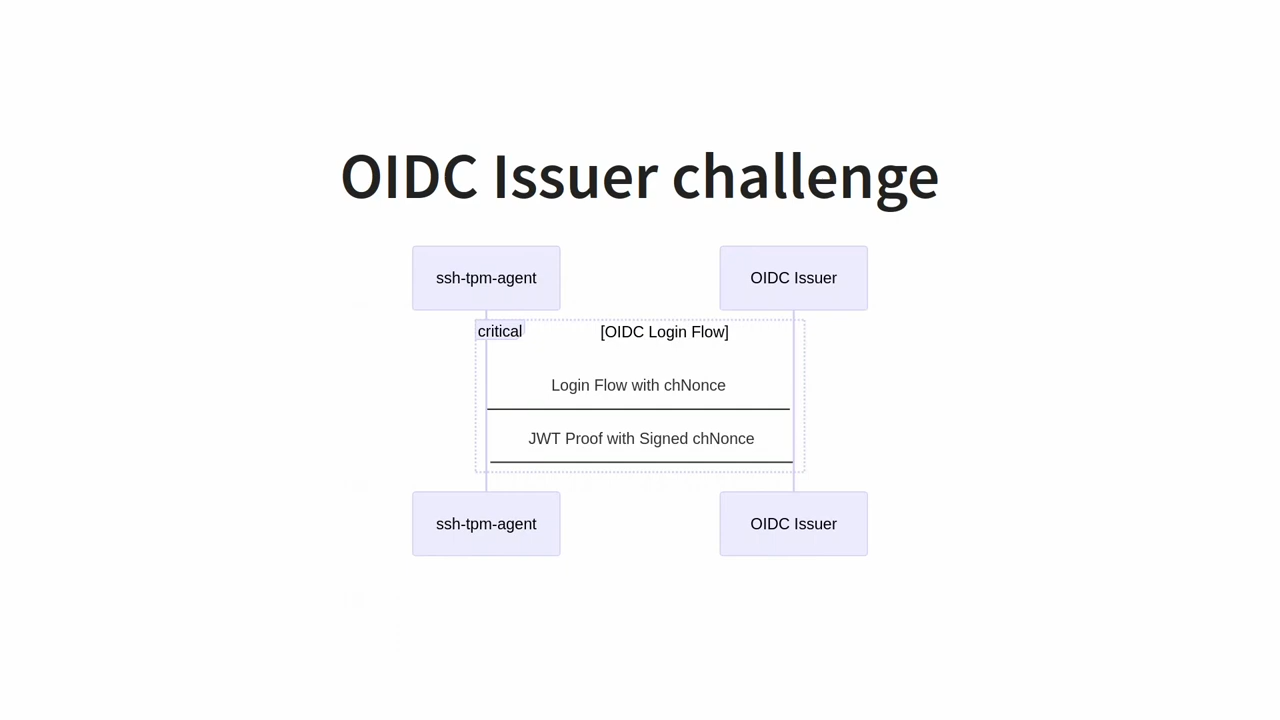 OIDC Issuer challenge
ssh-tpm-agent
OIDC Issuer
critical
[OIDC Login Flow]
Login Flow with chNonce
JWT Proof with Signed chNonce
ssh-tpm-agent
OIDC Issuer